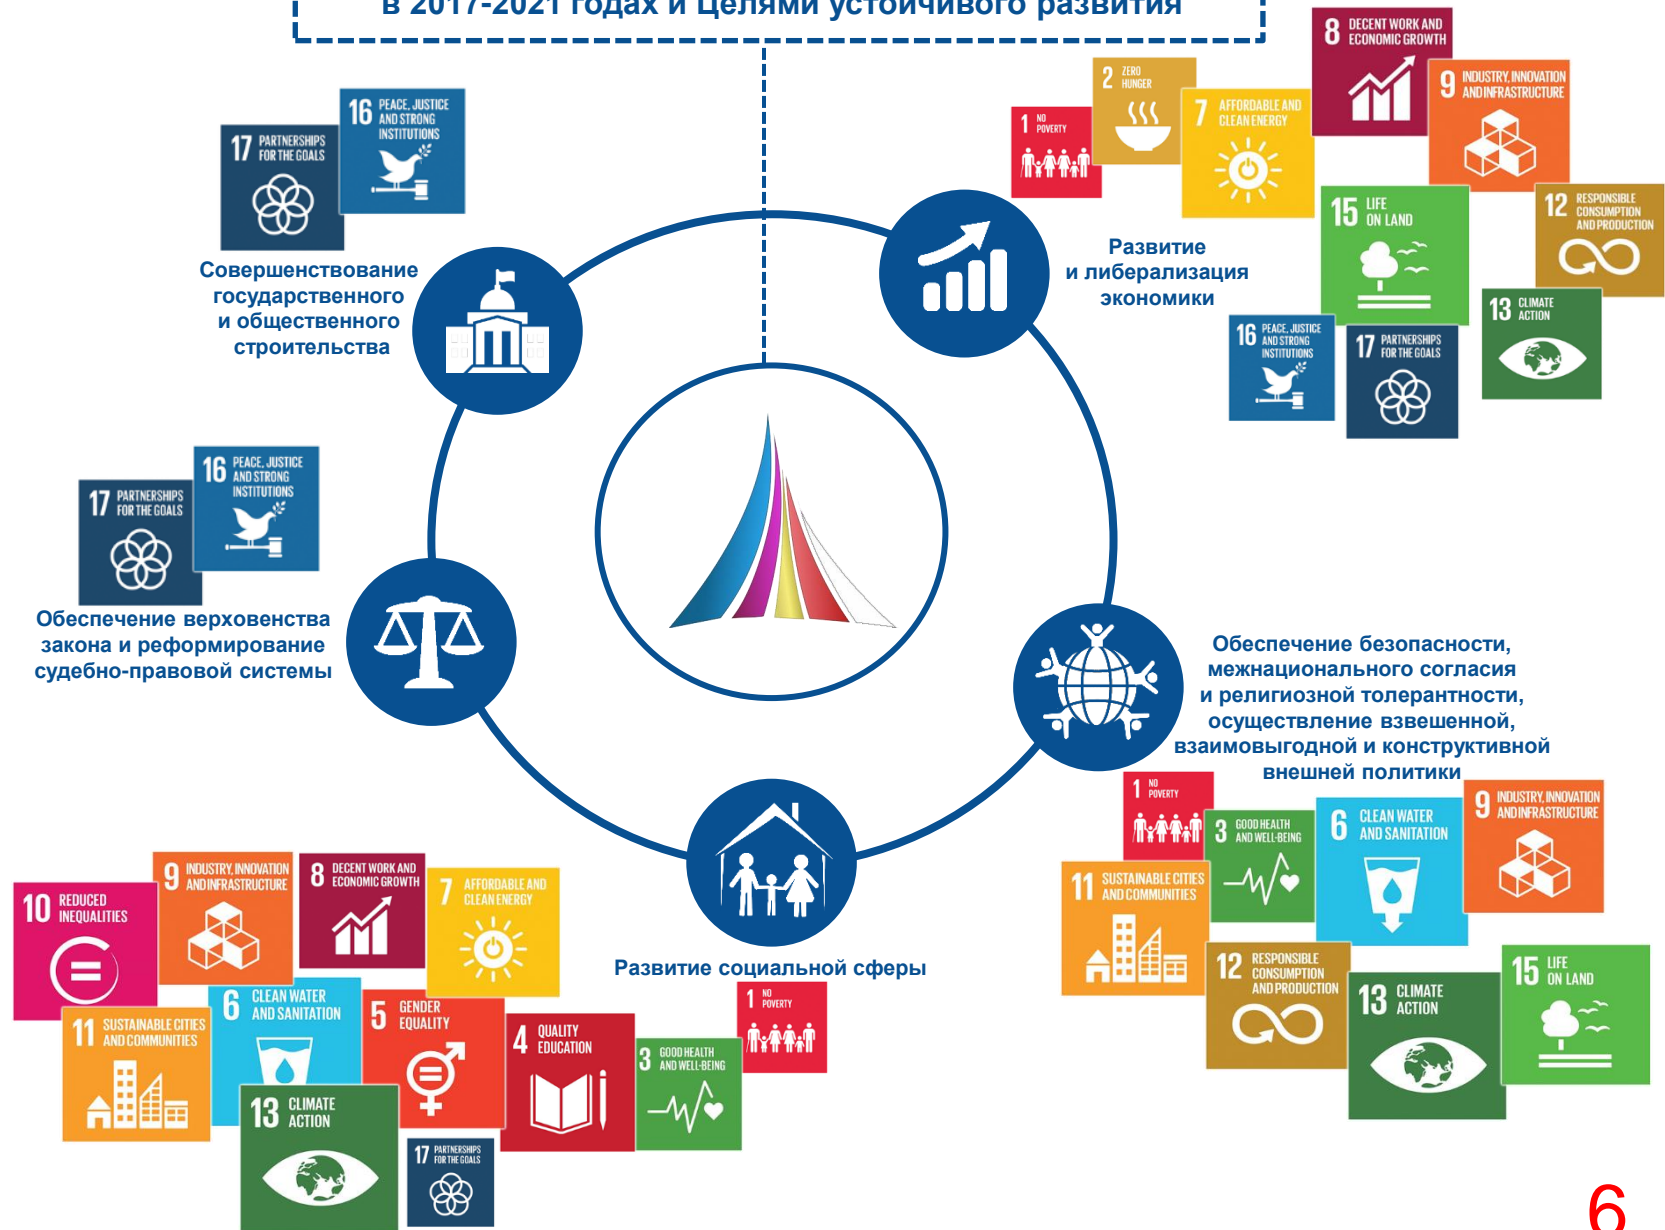 в 2017-2021 годах и Целями устойчивого развития
16 PEACE, JUSTICE
AND STRONG
INSTITUTIONS
17 PARTNERSHIPS
FOR THE GOALS
Совершенствование
государственного
и общественного
строительства
8 DECENT WORK AND
ECONOMIC GROWTH
2 ZERO
HUNGER
9 INDUSTRY, INNOVATION
AND INFRASTRUCTURE
1 NO
POVERTY
7 AFFORDABLE AND
CLEAN ENERGY
15 LIFE
ON LAND
12 RESPONSIBLE
CONSUMPTION
AND PRODUCTION
Развитие
и либерализация
экономики
13 CLIMATE
ACTION
16 PEACE, JUSTICE
AND STRONG
INSTITUTIONS
17 PARTNERSHIPS
FOR THE GOALS
16 PEACE, JUSTICE
AND STRONG
INSTITUTIONS
17 PARTNERSHIPS
FOR THE GOALS
Обеспечение верховенства
закона и реформирование
судебно-правовой системы
Обеспечение безопасности,
межнационального согласия
и религиозной толерантности,
осуществление взвешенной,
взаимовыгодной и конструктивной
внешней политики
1 NO
POVERTY
3 GOOD HEALTH
AND WELL-BEING
6 CLEAN WATER
AND SANITATION
9 INDUSTRY, INNOVATION
AND INFRASTRUCTURE
11 SUSTAINABLE CITIES
AND COMMUNITIES
12 RESPONSIBLE
CONSUMPTION
AND PRODUCTION
13 CLIMATE
ACTION
15 LIFE
ON LAND
Развитие социальной сферы
10 REDUCED
INEQUALITIES
9 INDUSTRY, INNOVATION
AND INFRASTRUCTURE
8 DECENT WORK AND
ECONOMIC GROWTH
7 AFFORDABLE AND
CLEAN ENERGY
11 SUSTAINABLE CITIES
AND COMMUNITIES
6 CLEAN WATER
AND SANITATION
5 GENDER
EQUALITY
4 QUALITY
EDUCATION
3 GOOD HEALTH
AND WELL-BEING
1 NO
POVERTY
13 CLIMATE
ACTION
17 PARTNERSHIPS
FOR THE GOALS
6